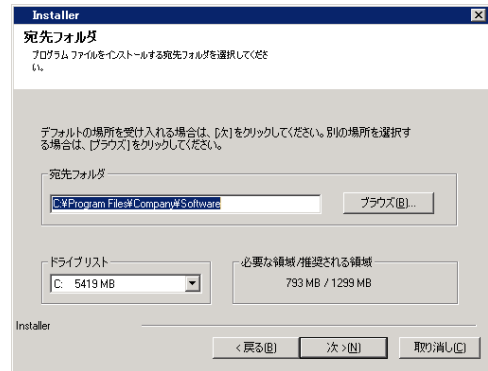 Installer
宛先フォルダ
プログラム ファイルをインストールする宛先フォルダを選択してくださ
い。
デフォルトの場所を受け入れる場合は、[次]をクリックしてください。別の場所を選択す
る場合は、[ブラウズ]をクリックしてください。
宛先フォルダ
C:¥Program Files¥Company¥Software
ブラウズ(B)...
ドライブ リスト
必要な領域/推奨される領域
C: 5419 MB
793 MB / 1299 MB
Installer
< 戻る(B)
次 >(N)
取り消し(C)